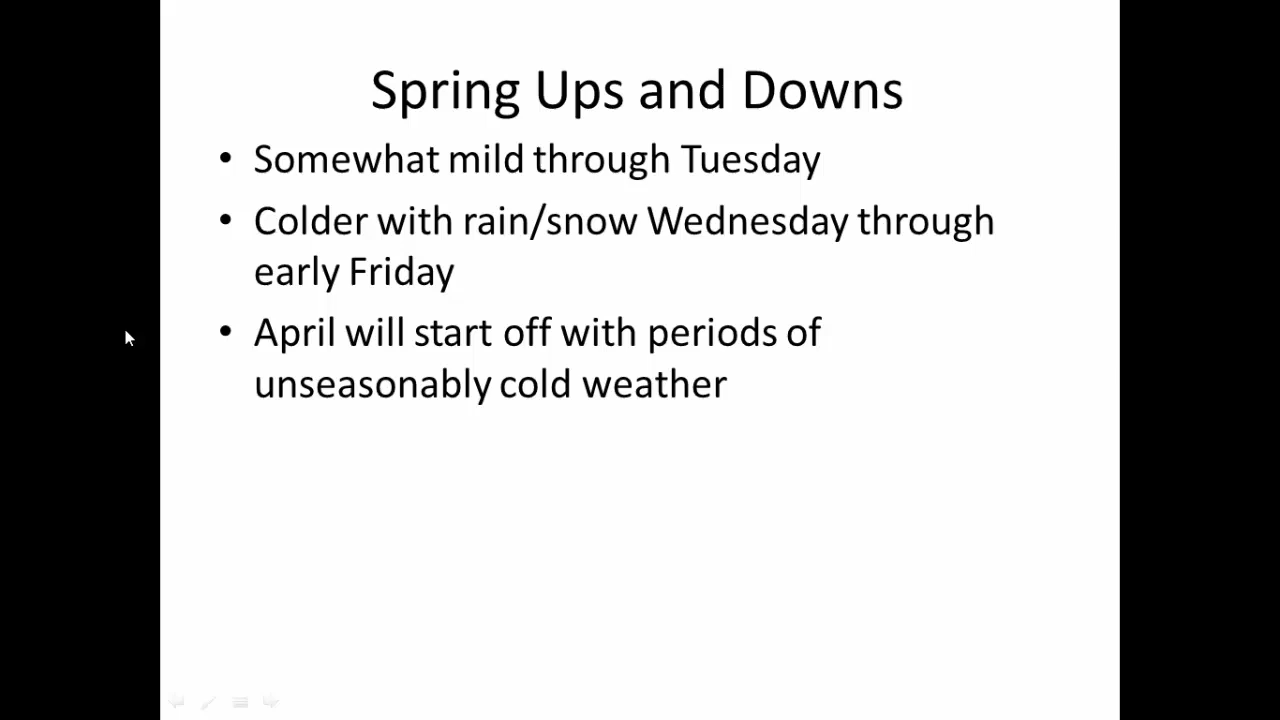 Spring Ups and Downs
• Somewhat mild through Tuesday
• Colder with rain/snow Wednesday through
early Friday
• April will start off with periods of
unseasonably cold weather